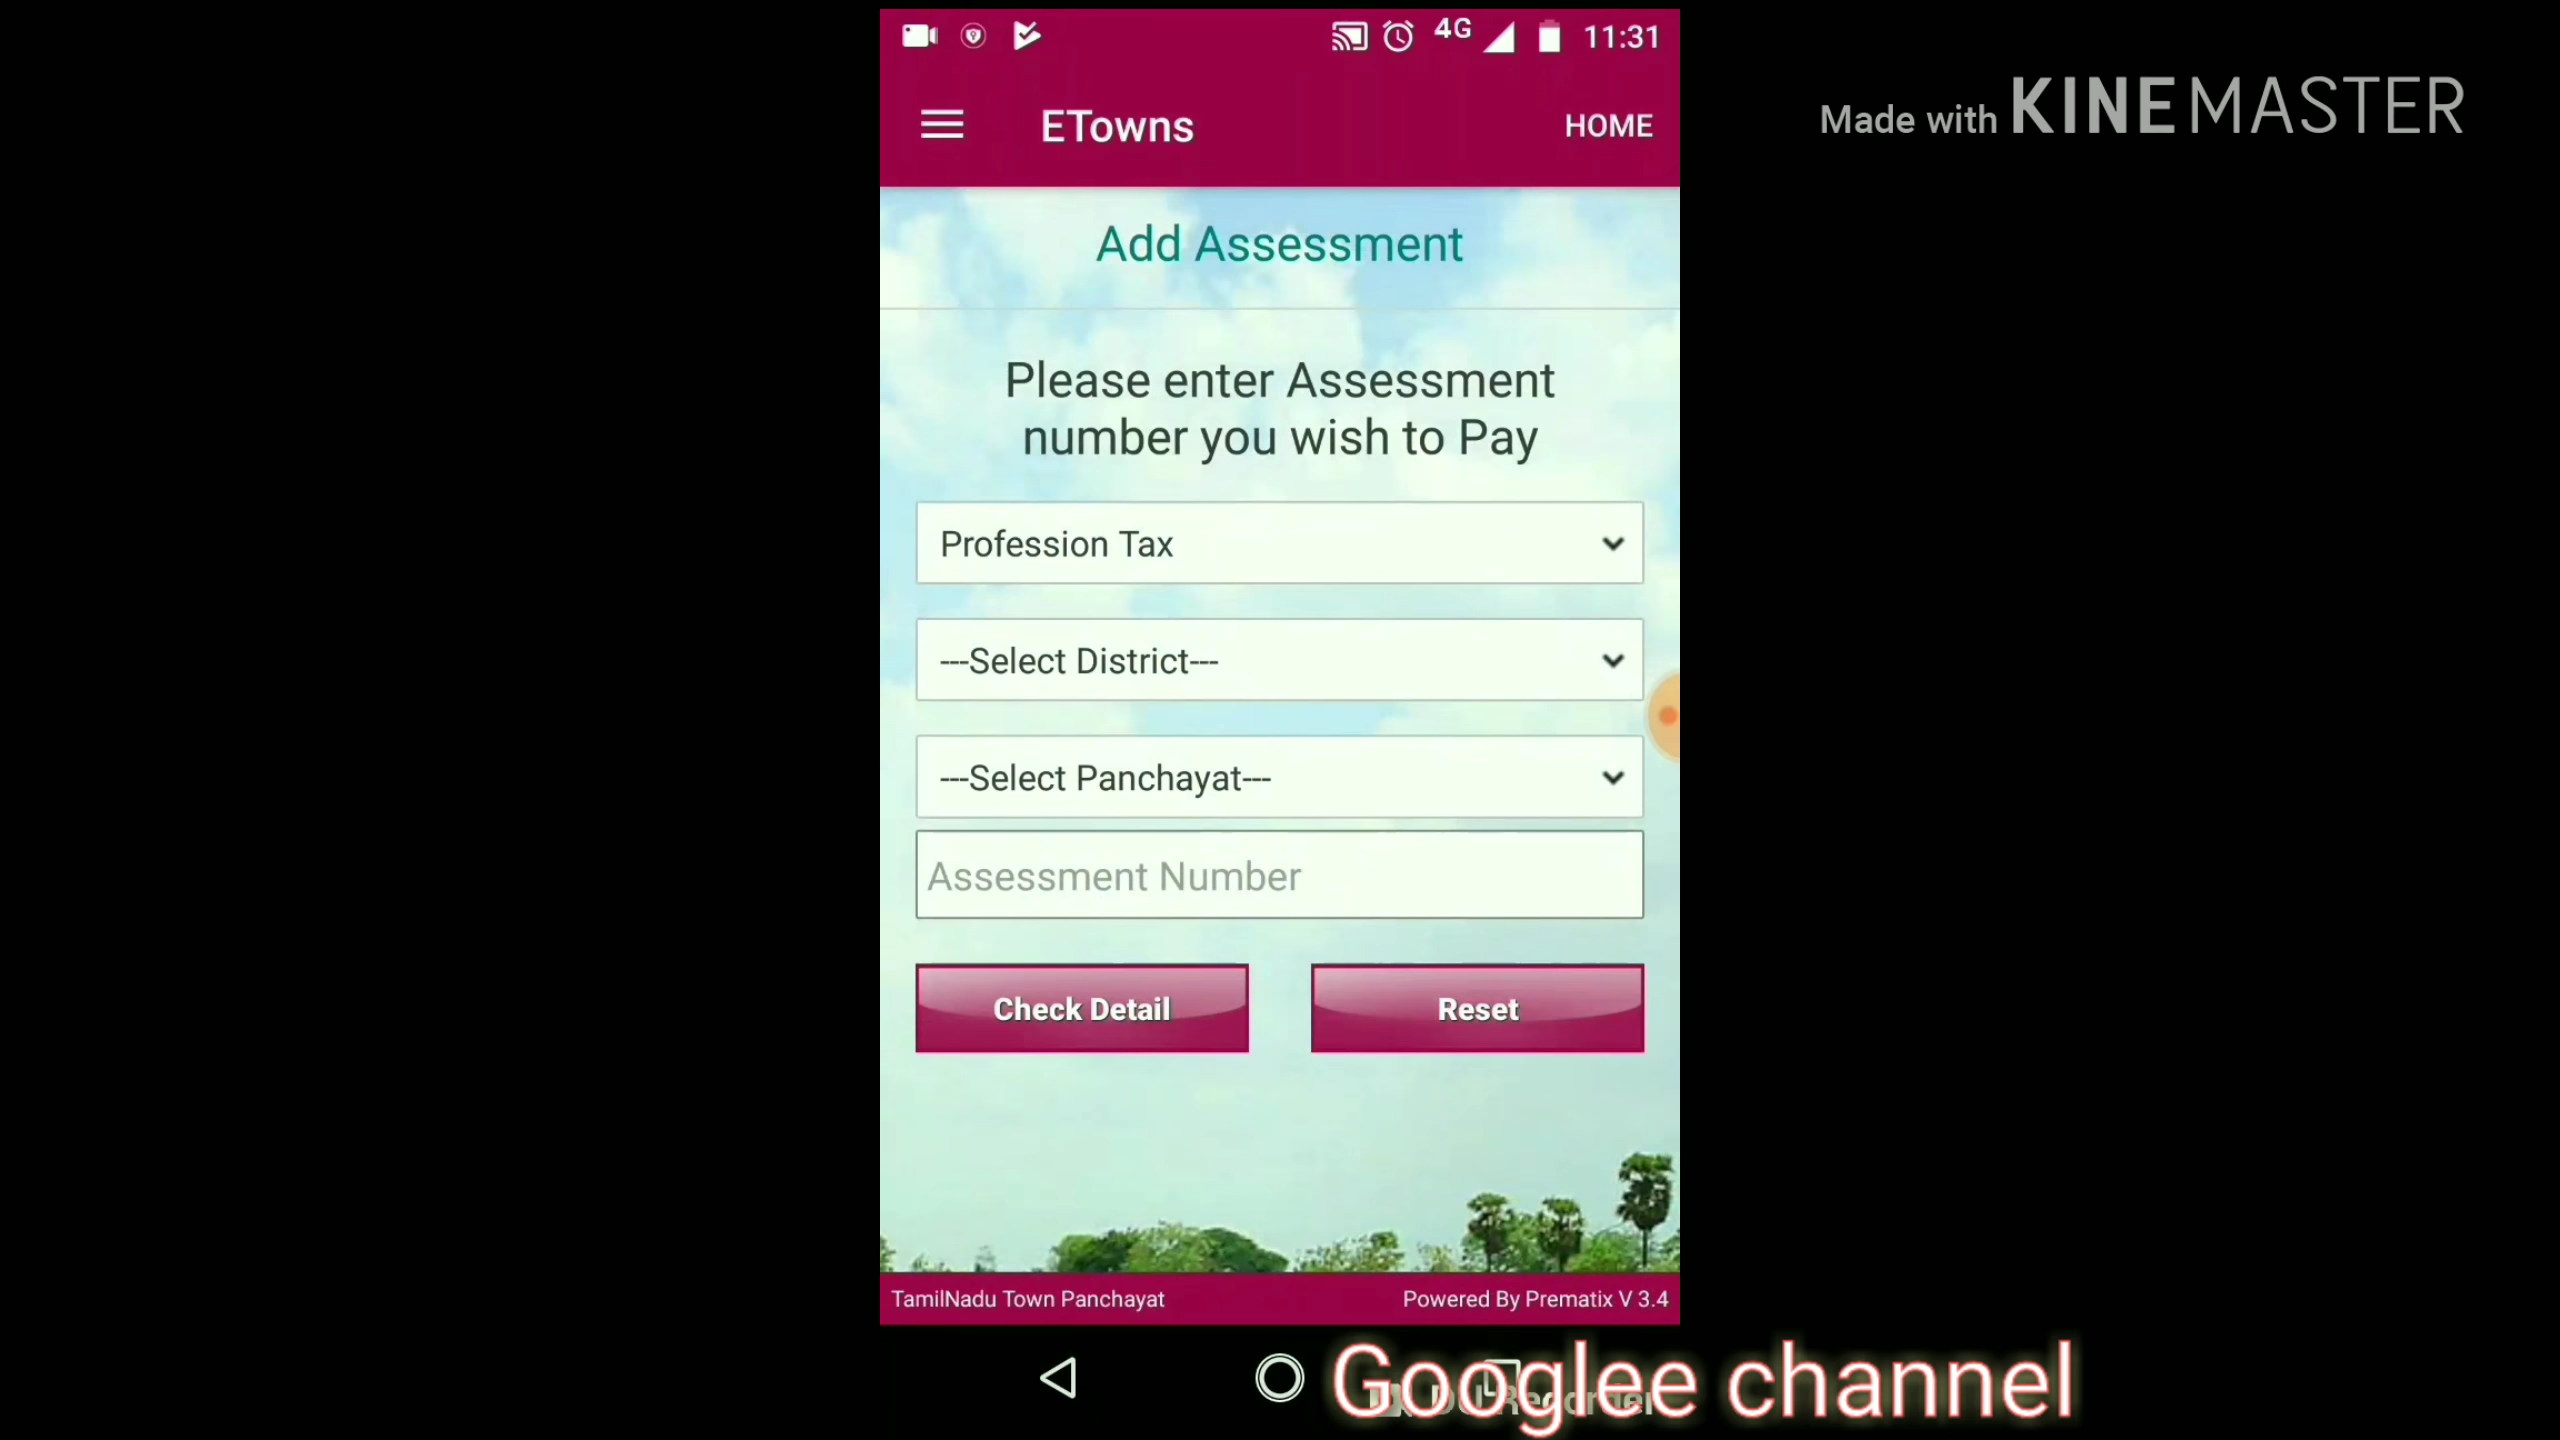 4G 11:31
Made with KINEMASTER
ETowns HOME
Add Assessment
Please enter Assessment
number you wish to Pay
Profession Tax
---Select District---
---Select Panchayat---
Assessment Number
Check Detail Reset
TamilNadu Town Panchayat Powered By Prematix V 3.4
Googlee channel